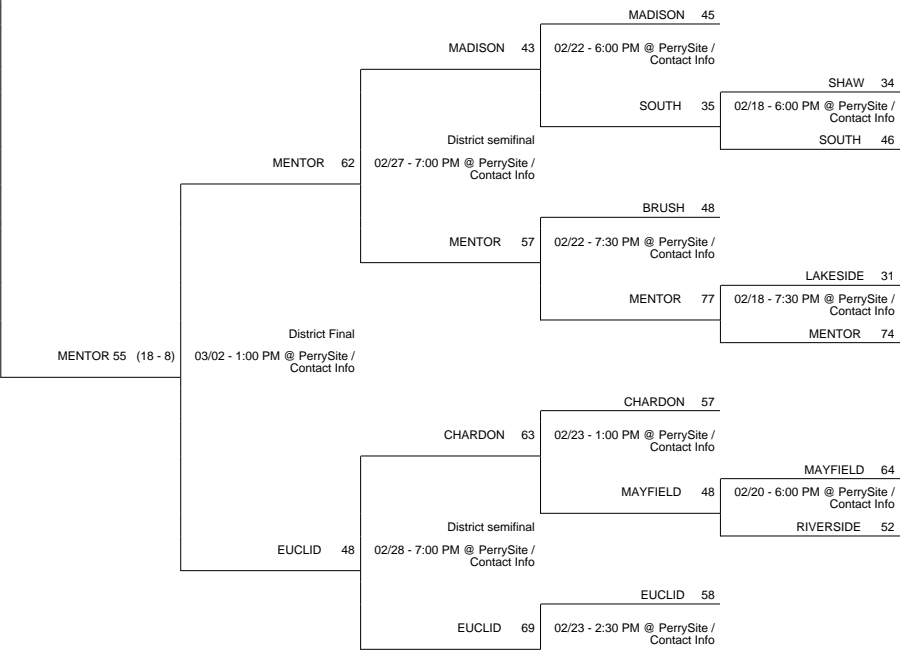 MADISON 45
MADISON 43
02/22 - 6:00 PM @ PerrySite /
Contact Info
SHAW 34
SOUTH 35
02/18 - 6:00 PM @ PerrySite /
Contact Info
District semifinal
SOUTH 46
MENTOR 62
02/27 - 7:00 PM @ PerrySite /
Contact Info
BRUSH 48
MENTOR 57
02/22 - 7:30 PM @ PerrySite /
Contact Info
LAKESIDE 31
MENTOR 77
02/18 - 7:30 PM @ PerrySite /
Contact Info
District Final
MENTOR 74
MENTOR 55 (18 - 8)
03/02 - 1:00 PM @ PerrySite /
Contact Info
CHARDON 57
CHARDON 63
02/23 - 1:00 PM @ PerrySite /
Contact Info
MAYFIELD 64
MAYFIELD 48
02/20 - 6:00 PM @ PerrySite /
Contact Info
District semifinal
RIVERSIDE 52
EUCLID 48
02/28 - 7:00 PM @ PerrySite /
Contact Info
EUCLID 58
EUCLID 69
02/23 - 2:30 PM @ PerrySite /
Contact Info